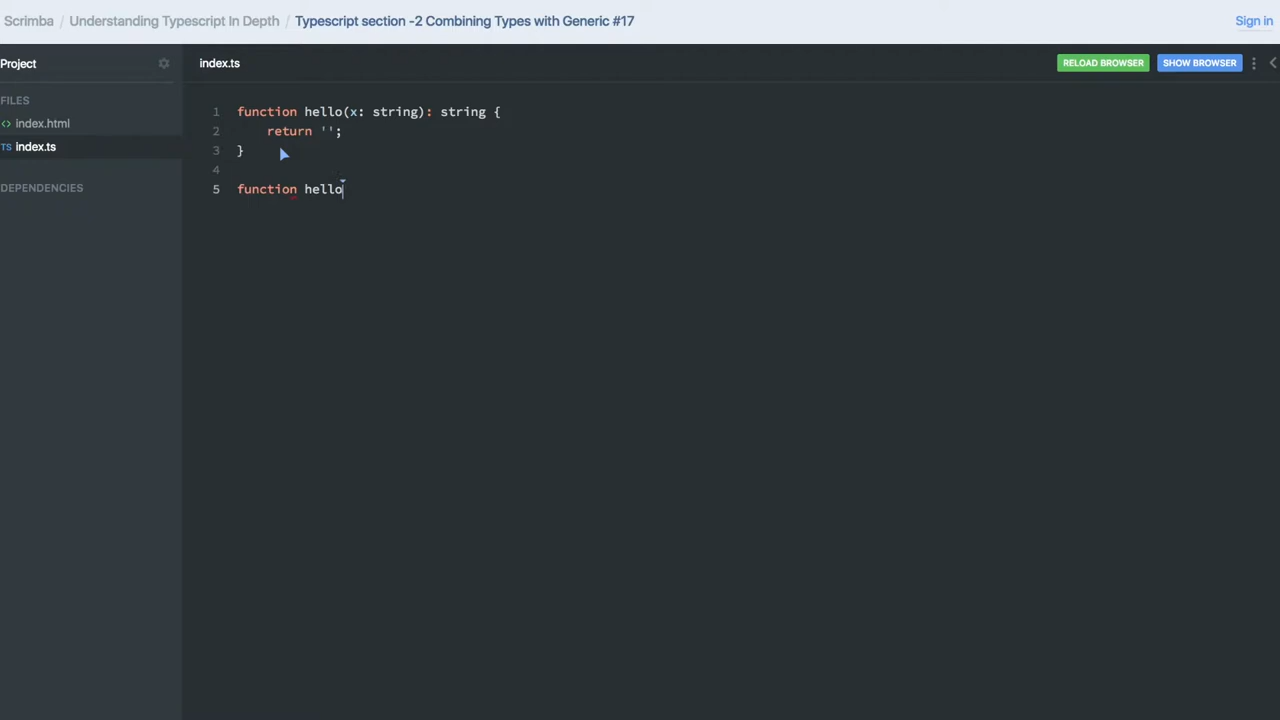 Scrimba / Understanding Typescript In Depth / Typescript section -2 Combining Types with Generic #17
Sign in
Project
index.ts
RELOAD BROWSER
SHOW BROWSER
FILES
<> index.html
TS index.ts
DEPENDENCIES
1 function hello(x: string): string {
2 return '';
3 }
4
5 function hello